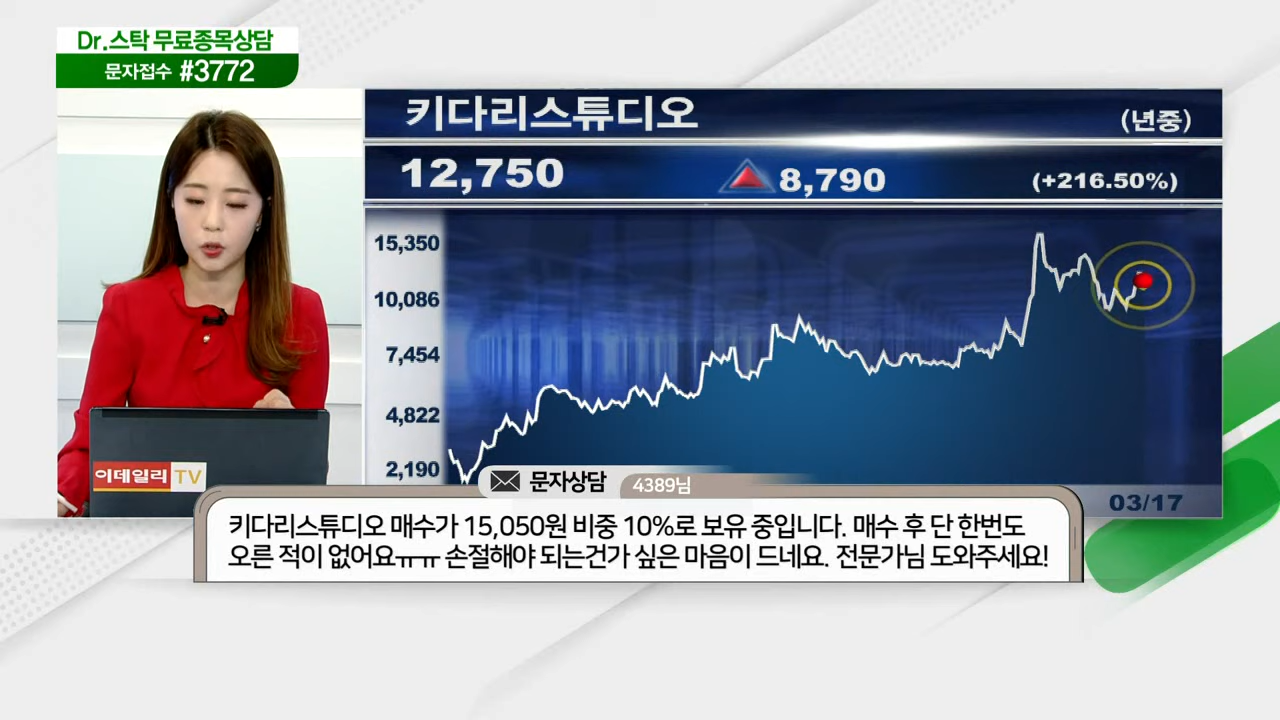 Dr.스탁 무료종목상담
문자접수 #3772
키다리스튜디오 (년중)
12,750 8,790 (+216.50%)
15,350
10,086
7,454
4,822
2,190
03/17
이데일리 TV
문자상담 4389님
키다리스튜디오 매수가 15,050원 비중 10%로 보유 중입니다. 매수 후 단 한번도
오른 적이 없어요ㅠㅠ 손절해야 되는건가 싶은 마음이 드네요. 전문가님 도와주세요!